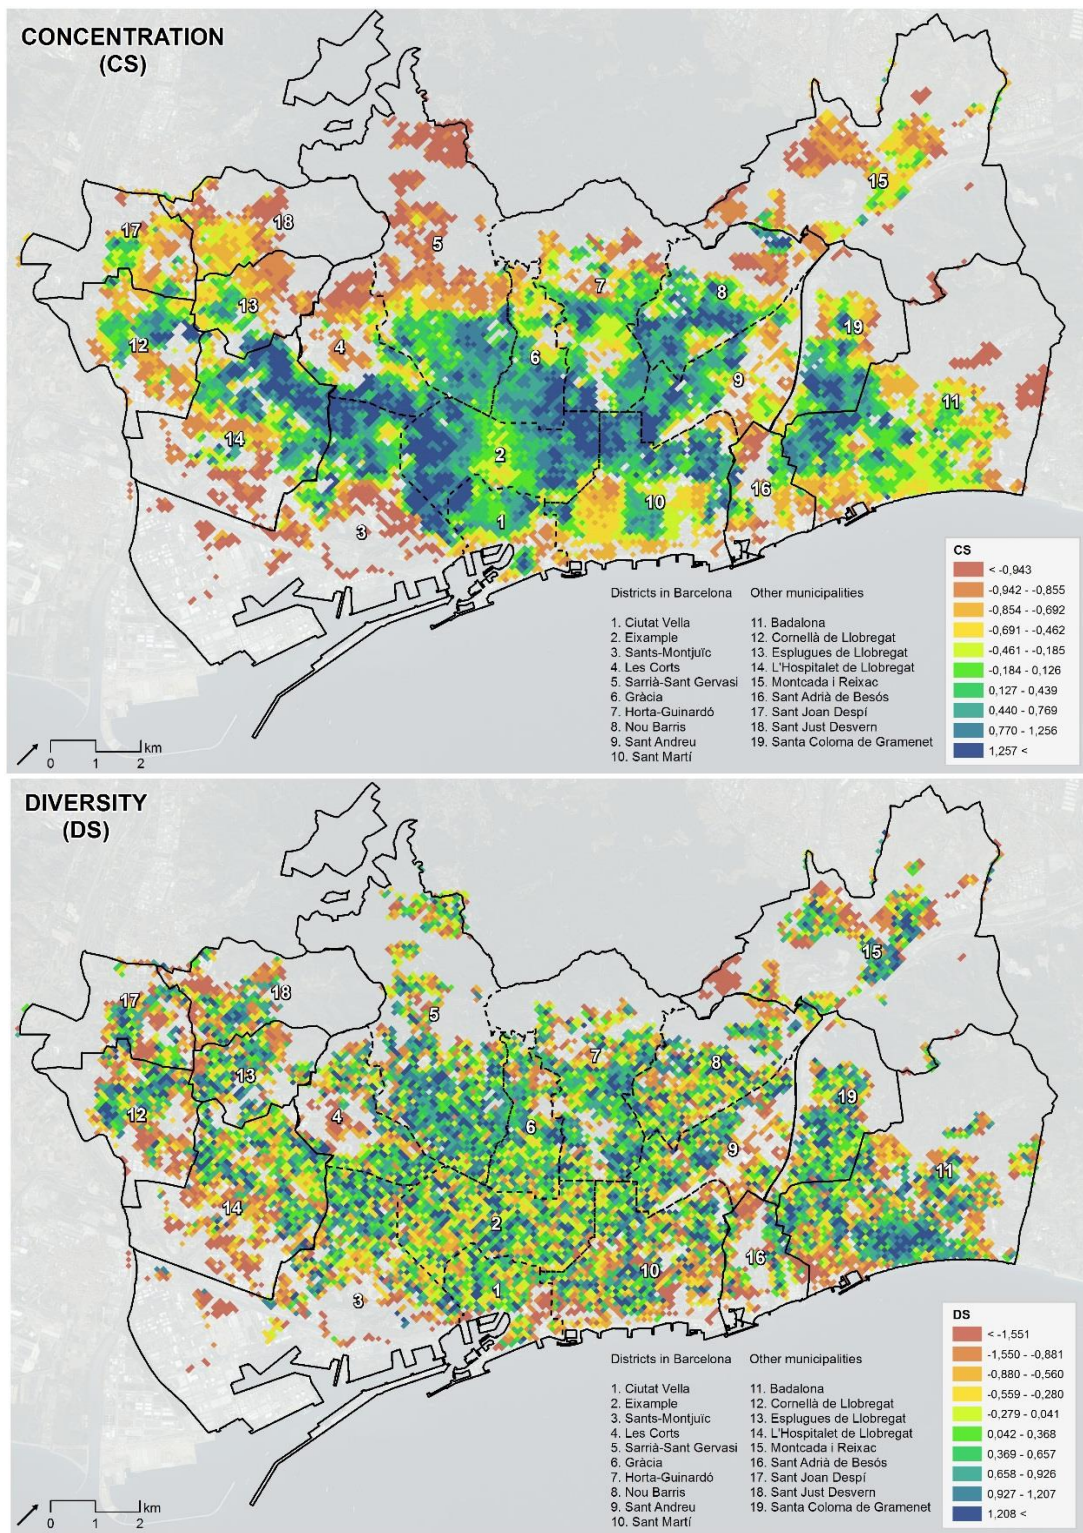 CONCENTRATION
(CS)
15
17
18
5
7
8
13
19
12
4
6
9
11
14
2
16
10
3
1
Districts in Barcelona
1. Ciutat Vella
2. Eixample
3. Sants-Montjuïc
4. Les Corts
5. Sarrià-Sant Gervasi
6. Gràcia
7. Horta-Guinardó
8. Nou Barris
9. Sant Andreu
10. Sant Martí
Other municipalities
11. Badalona
12. Cornellà de Llobregat
13. Esplugues de Llobregat
14. L'Hospitalet de Llobregat
15. Montcada i Reixac
16. Sant Adrià de Besós
17. Sant Joan Despí
18. Sant Just Desvern
19. Santa Coloma de Gramenet
CS
< -0,943
-0,942 - -0,855
-0,854 - -0,692
-0,691 - -0,462
-0,461 - -0,185
-0,184 - 0,126
0,127 - 0,439
0,440 - 0,769
0,770 - 1,256
1,257 <
km
0 1 2
DIVERSITY
(DS)
15
17
18
5
7
8
13
19
12
4
6
9
11
14
2
16
10
1
3
Districts in Barcelona
1. Ciutat Vella
2. Eixample
3. Sants-Montjuïc
4. Les Corts
5. Sarrià-Sant Gervasi
6. Gràcia
7. Horta-Guinardó
8. Nou Barris
9. Sant Andreu
10. Sant Martí
Other municipalities
11. Badalona
12. Cornellà de Llobregat
13. Esplugues de Llobregat
14. L'Hospitalet de Llobregat
15. Montcada i Reixac
16. Sant Adrià de Besós
17. Sant Joan Despí
18. Sant Just Desvern
19. Santa Coloma de Gramenet
DS
< -1,551
-1,550 - -0,881
-0,880 - -0,560
-0,559 - -0,280
-0,279 - 0,041
0,042 - 0,368
0,369 - 0,657
0,658 - 0,926
0,927 - 1,207
1,208 <
km
0 1 2